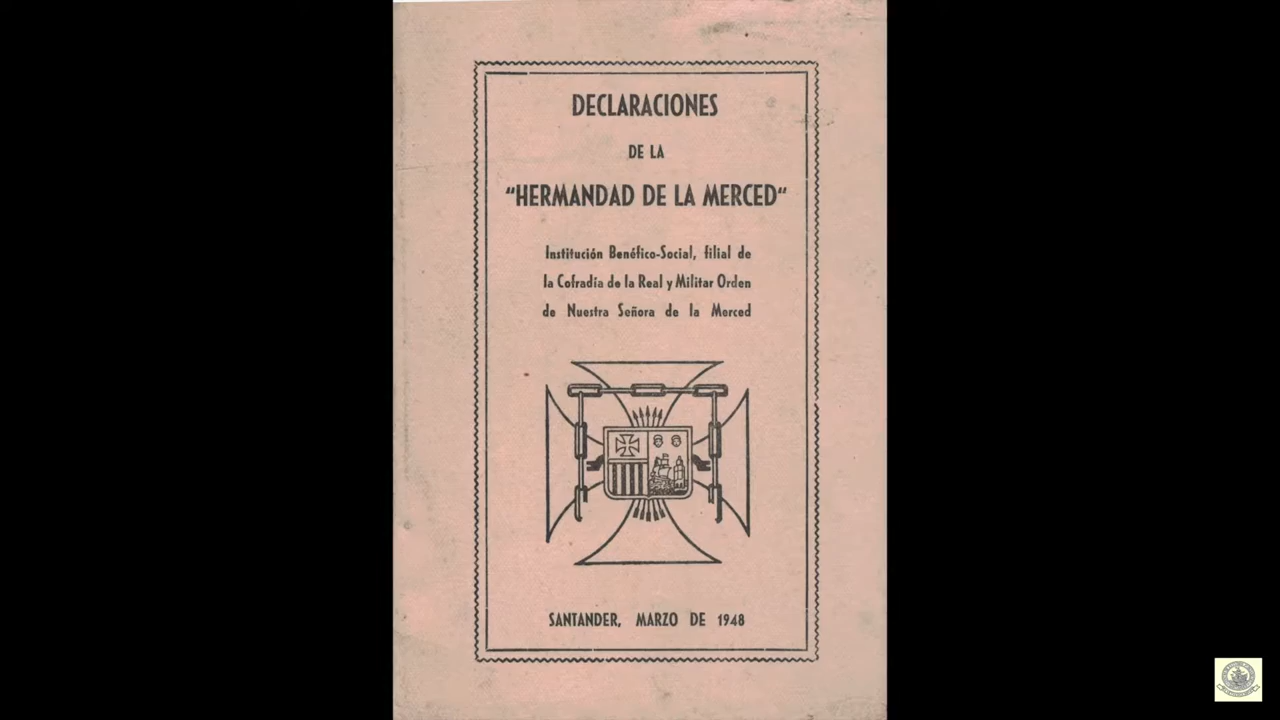 DECLARACIONES
DE LA
"HERMANDAD DE LA MERCED"
Institución Benéfico-Social, filial de
la Cofradía de la Real y Militar Orden
de Nuestra Señora de la Merced
SANTANDER, MARZO DE 1948